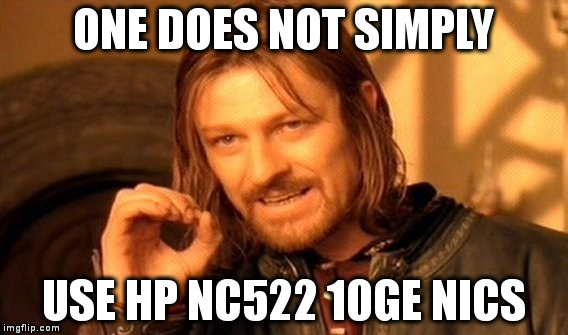 ONE DOES NOT SIMPLY
USE HP NC522 10GE NICS
imgflip.com